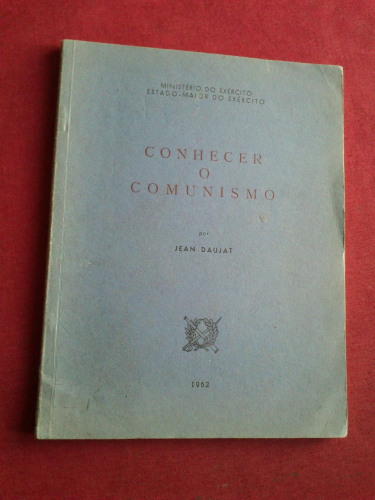 MINISTÉRIO DO EXÉRCITO
ESTADO-MAIOR DO EXÉRCITO
CONHECER
O
COMUNISMO
por
JEAN DAUJAT
1962